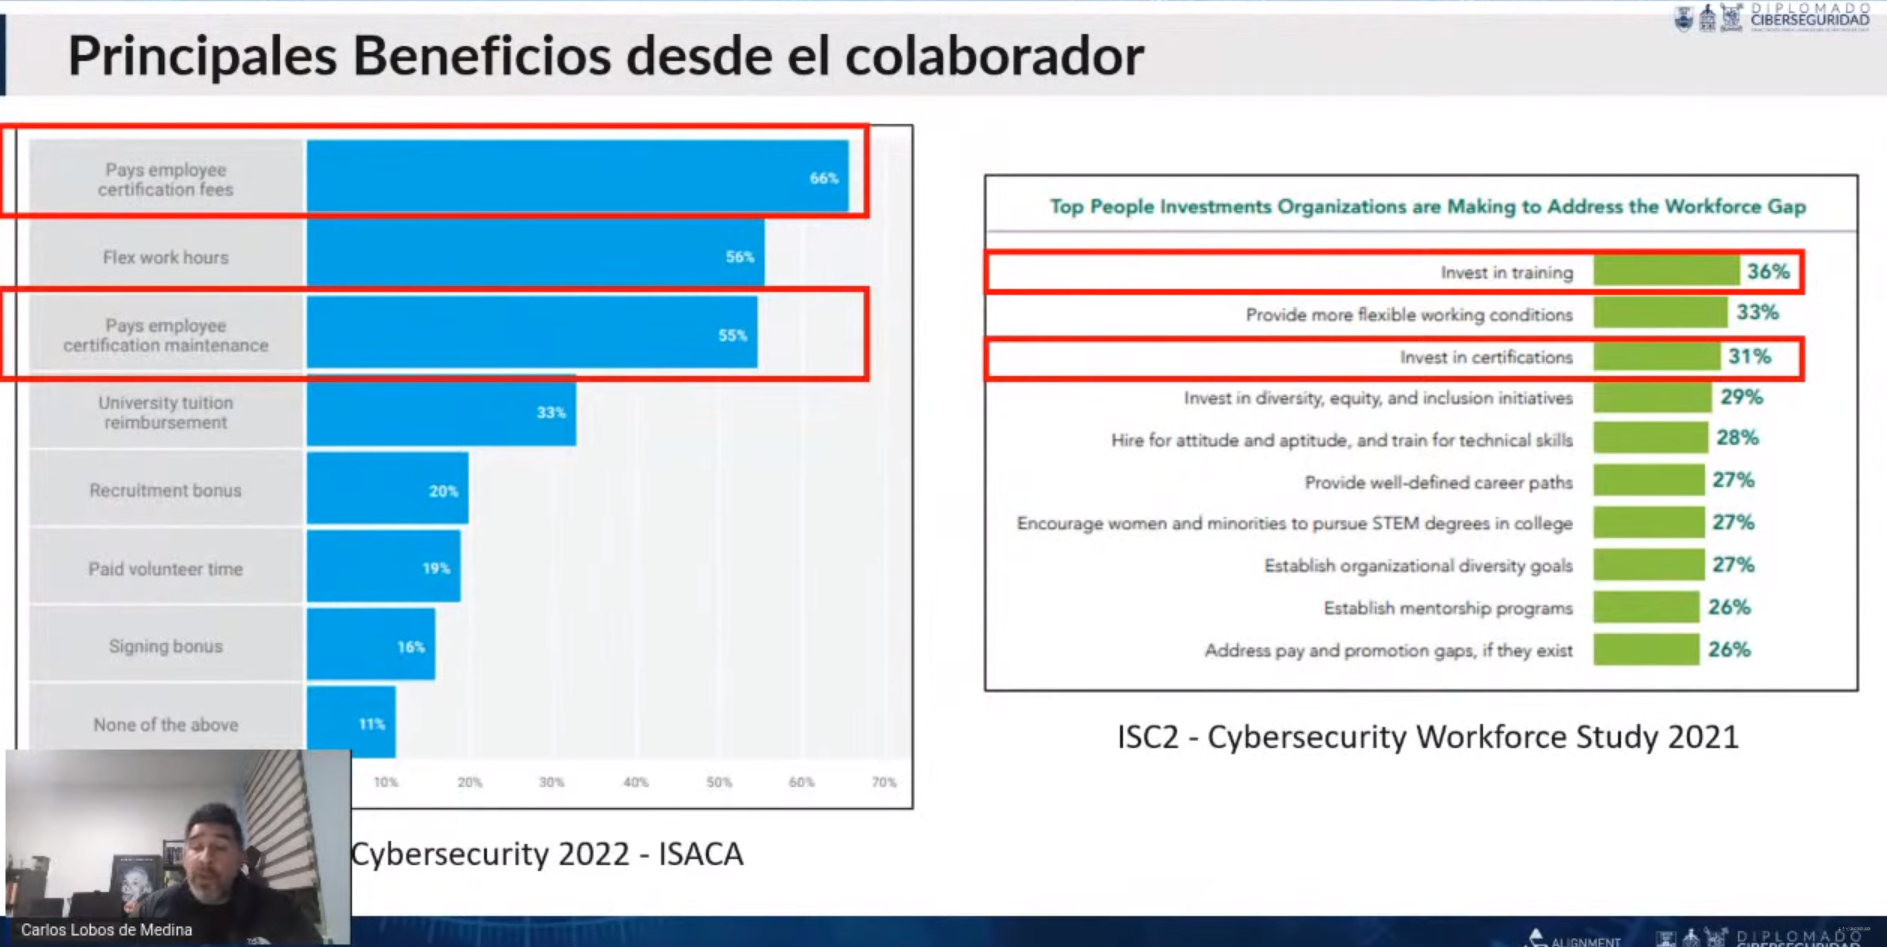 DIPLOMADO
CIBERSEGURIDAD
Principales Beneficios desde el colaborador
Pays employee
certification fees
66%
Flex work hours
56%
Pays employee
certification maintenance
55%
University tuition
reimbursement
33%
Recruitment bonus
20%
Paid volunteer time
19%
Signing bonus
16%
None of the above
11%
10% 20% 30% 40% 50% 60% 70%
Cybersecurity 2022 - ISACA
Top People Investments Organizations are Making to Address the Workforce Gap
Invest in training 36%
Provide more flexible working conditions 33%
Invest in certifications 31%
Invest in diversity, equity, and inclusion initiatives 29%
Hire for attitude and aptitude, and train for technical skills 28%
Provide well-defined career paths 27%
Encourage women and minorities to pursue STEM degrees in college 27%
Establish organizational diversity goals 27%
Establish mentorship programs 26%
Address pay and promotion gaps, if they exist 26%
ISC2 - Cybersecurity Workforce Study 2021
Carlos Lobos de Medina
ALIGNMENT
DIPLOMADO
CIBERSEGURIDAD